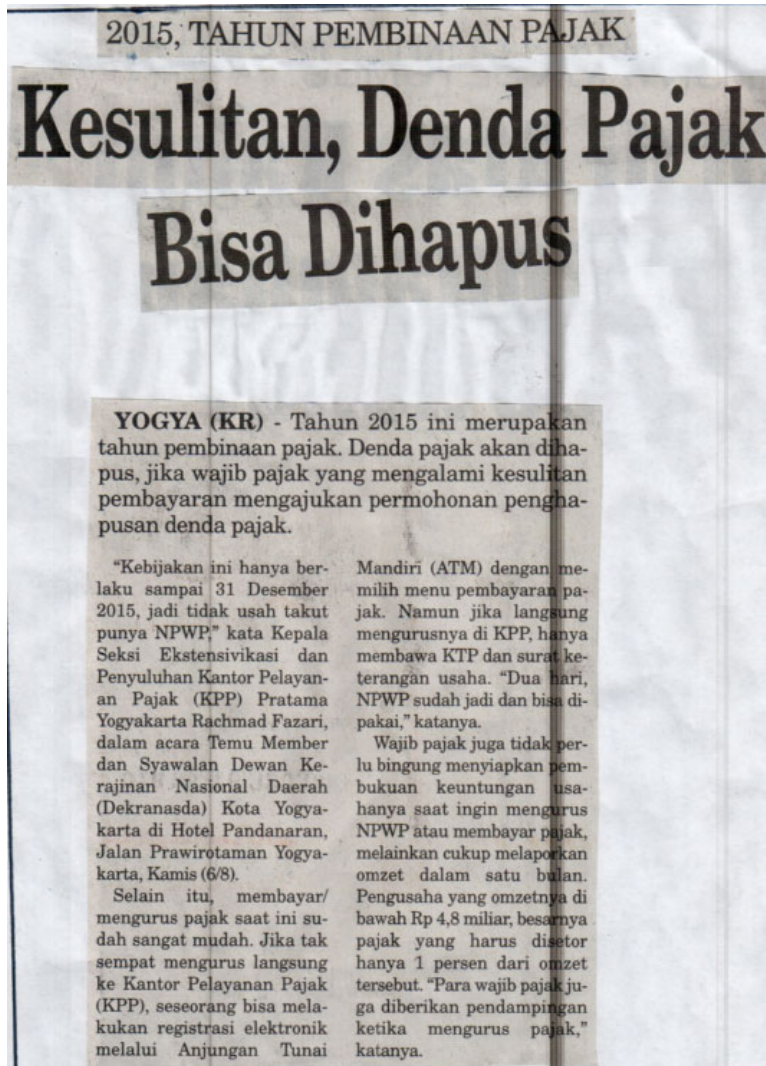 2015, TAHUN PEMBINAAN PAJAK
Kesulitan, Denda Pajak
Bisa Dihapus
YOGYA (KR) - Tahun 2015 ini merupakan
tahun pembinaan pajak. Denda pajak akan diha-
pus, jika wajib pajak yang mengalami kesulitan
pembayaran mengajukan permohonan pengha-
pusan denda pajak.
"Kebijakan ini hanya ber-
laku sampai 31 Desember
2015, jadi tidak usah takut
punya NPWP," kata Kepala
Seksi Ekstensivikasi dan
Penyuluhan Kantor Pelayan-
an Pajak (KPP) Pratama
Yogyakarta Rachmad Fazari,
dalam acara Temu Member
dan Syawalan Dewan Ke-
rajinan Nasional Daerah
(Dekranasda) Kota Yogya-
karta di Hotel Pandanaran,
Jalan Prawirotaman Yogya-
karta, Kamis (6/8).
Selain itu, membayar/
mengurus pajak saat ini su-
dah sangat mudah. Jika tak
sempat mengurus langsung
ke Kantor Pelayanan Pajak
(KPP), seseorang bisa mela-
kukan registrasi elektronik
melalui Anjungan Tunai
Mandiri (ATM) dengan me-
milih menu pembayaran pa-
jak. Namun jika langsung
mengurusnya di KPP, hanya
membawa KTP dan surat ke-
terangan usaha. "Dua hari,
NPWP sudah jadi dan bisa di-
pakai," katanya.
Wajib pajak juga tidak per-
lu bingung menyiapkan pem-
bukuan keuntungan usa-
hanya saat ingin mengurus
NPWP atau membayar pajak,
melainkan cukup melaporkan
omzet dalam satu bulan.
Pengusaha yang omzetnya di
bawah Rp 4,8 miliar, besarnya
pajak yang harus disetor
hanya 1 persen dari omzet
tersebut. "Para wajib pajak ju-
ga diberikan pendampingan
ketika mengurus pajak,"
katanya.